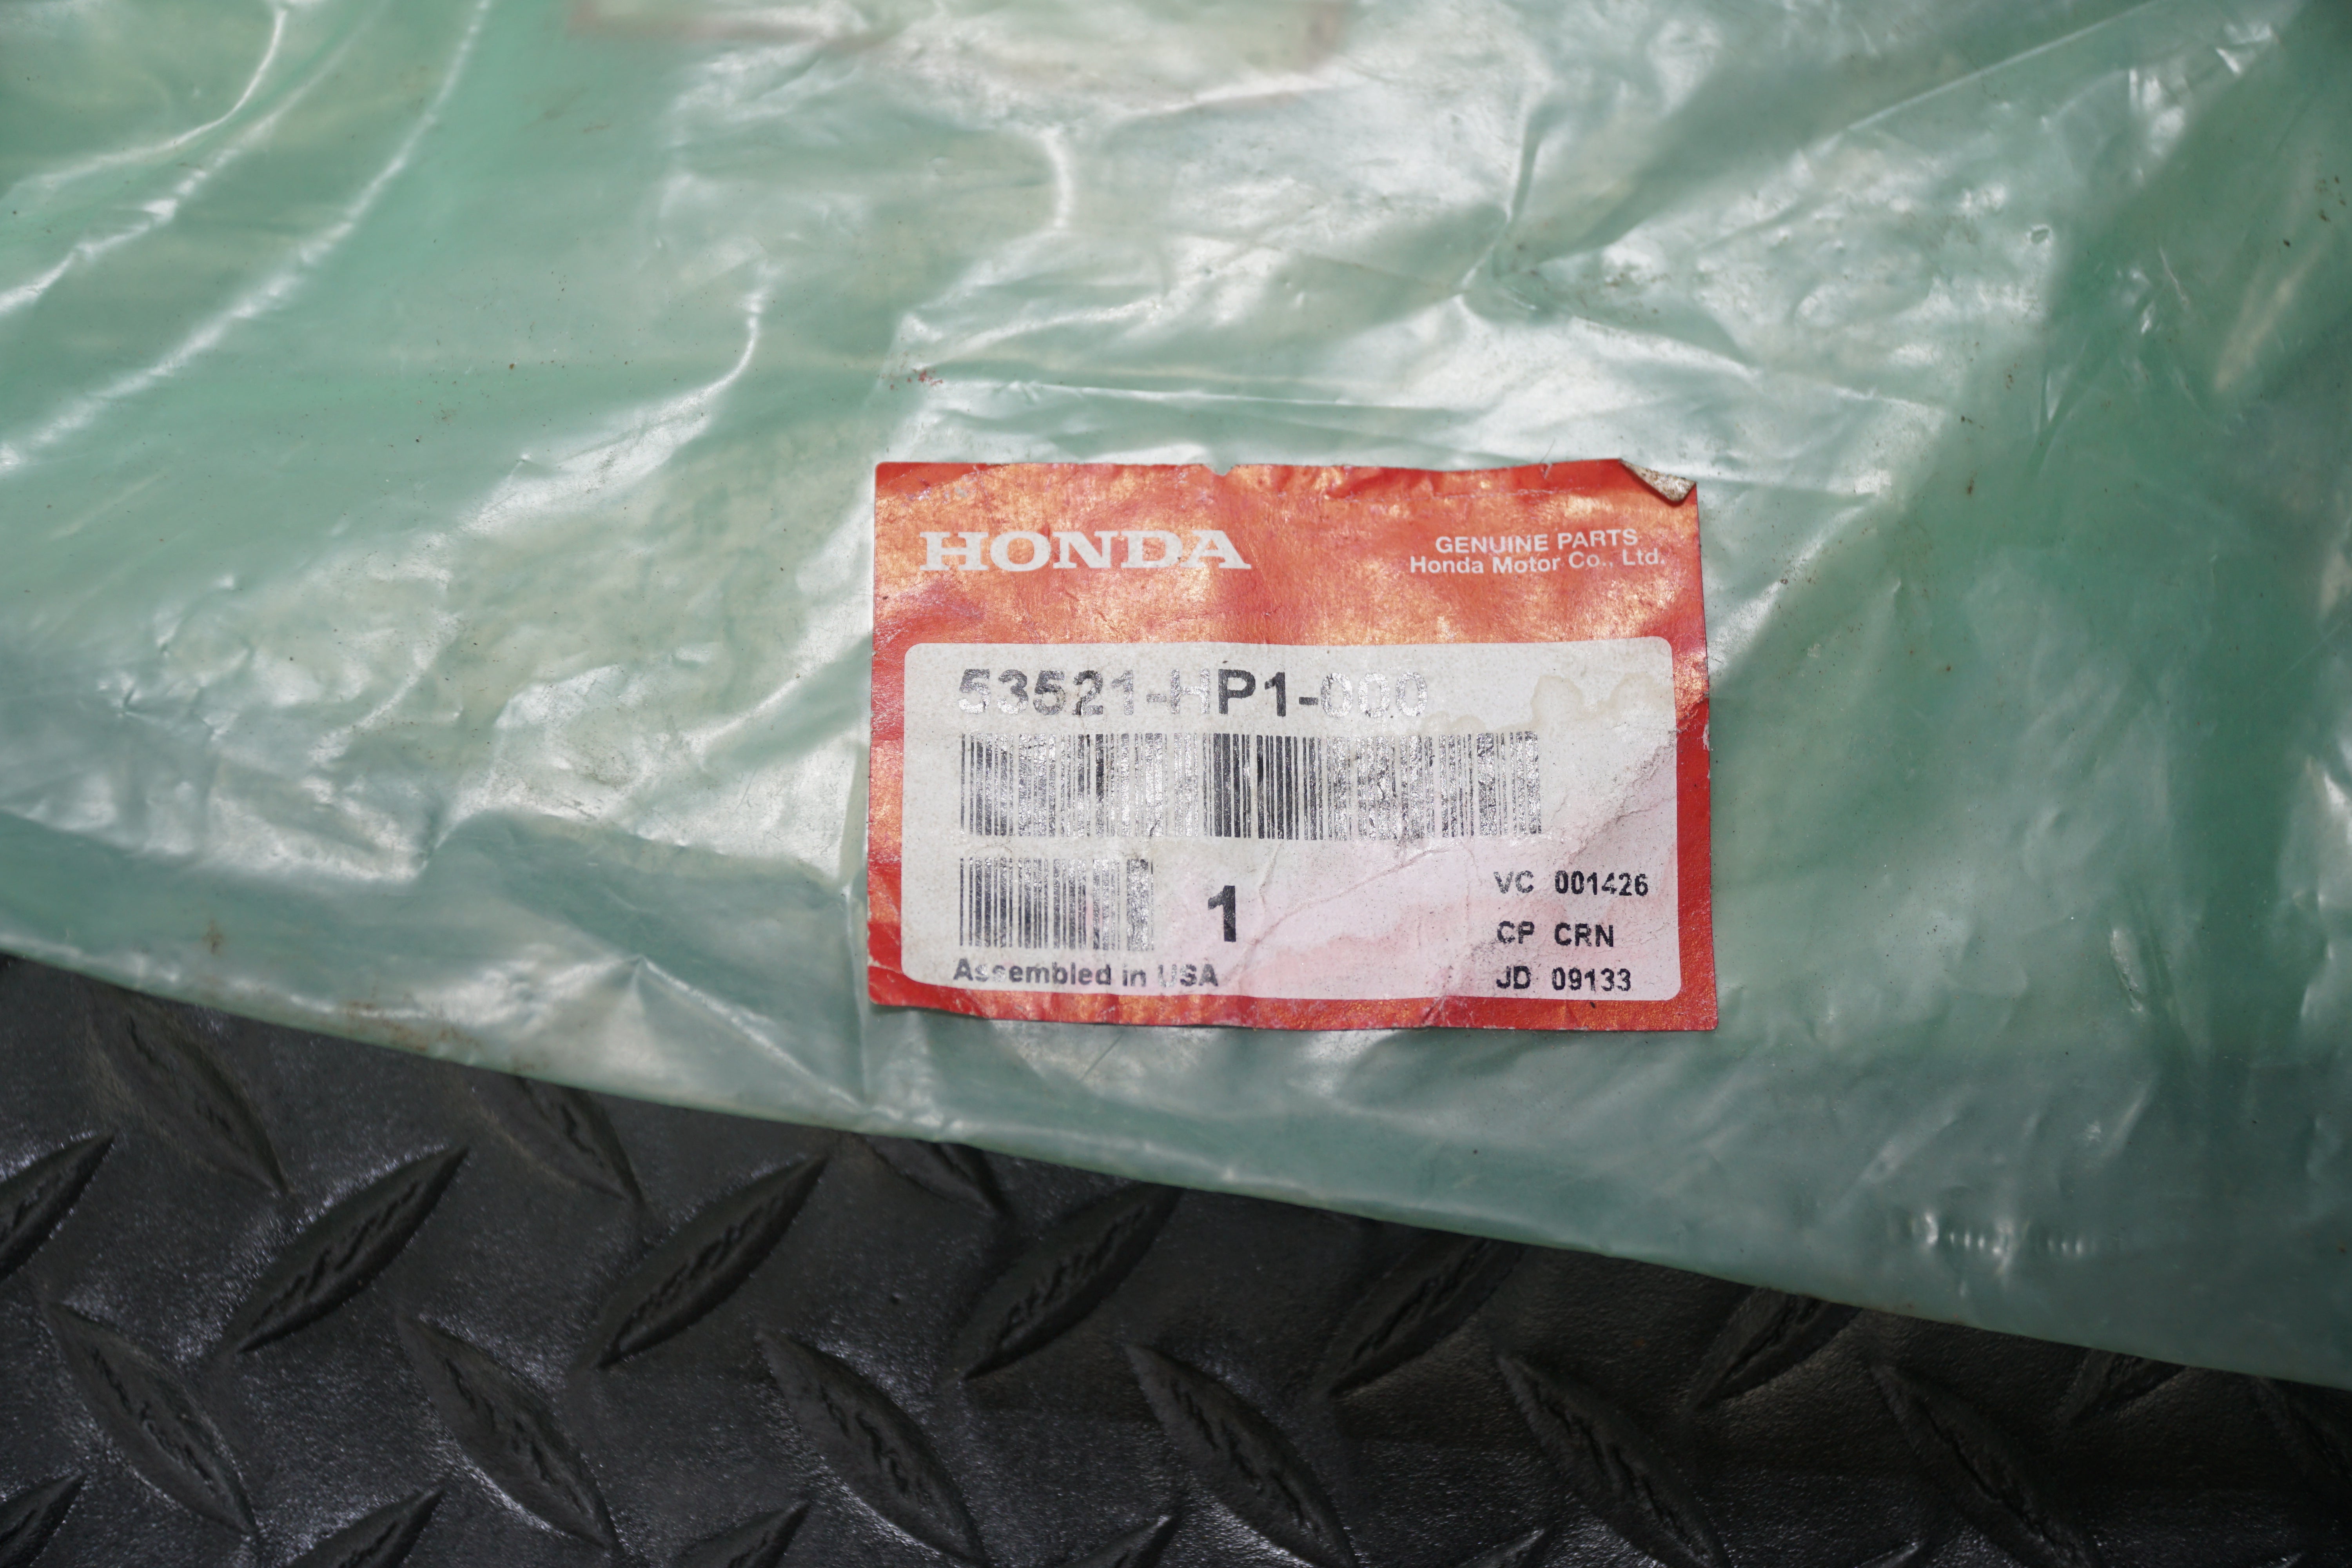 HONDA
GENUINE PARTS
Honda Motor Co., Ltd.
53521-HP1-000
1
VC 001426
CP CRN
JD 09133
Assembled in USA